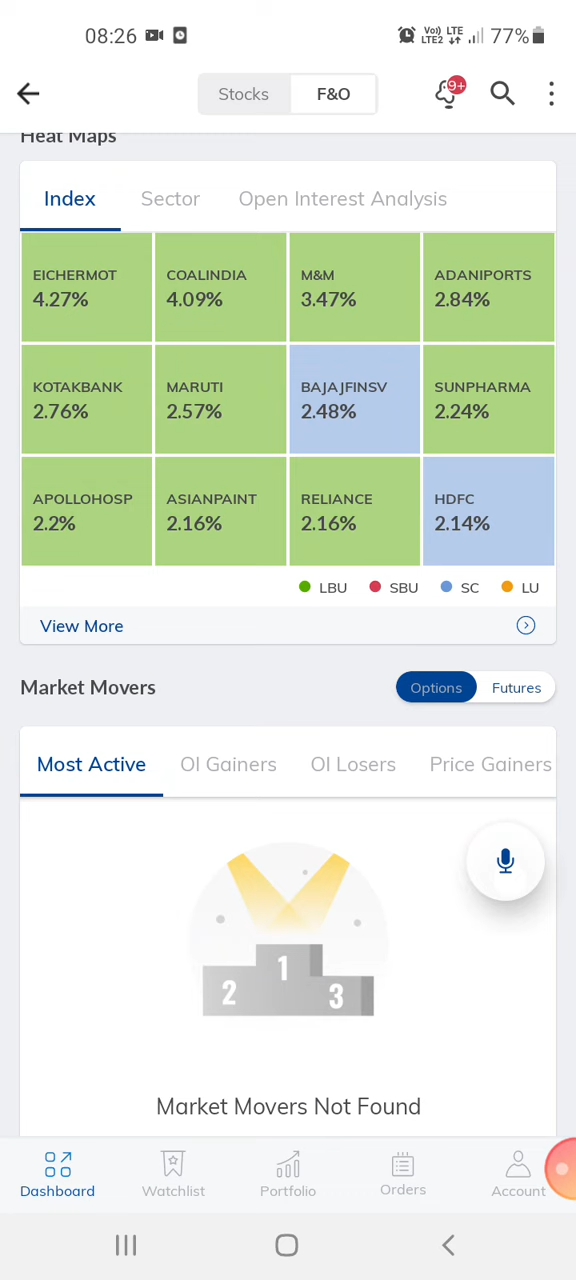 08:26 Vo) LTE LTE2 77%
Stocks F&O 9+
Heat Maps
Index Sector Open Interest Analysis
EICHERMOT COALINDIA M&M ADANIPORTS
4.27% 4.09% 3.47% 2.84%
KOTAKBANK MARUTI BAJAJFINSV SUNPHARMA
2.76% 2.57% 2.48% 2.24%
APOLLOHOSP ASIANPAINT RELIANCE HDFC
2.2% 2.16% 2.16% 2.14%
LBU SBU SC LU
View More
Market Movers Options Futures
Most Active OI Gainers OI Losers Price Gainers
1
2 3
Market Movers Not Found
Dashboard Watchlist Portfolio Orders Account